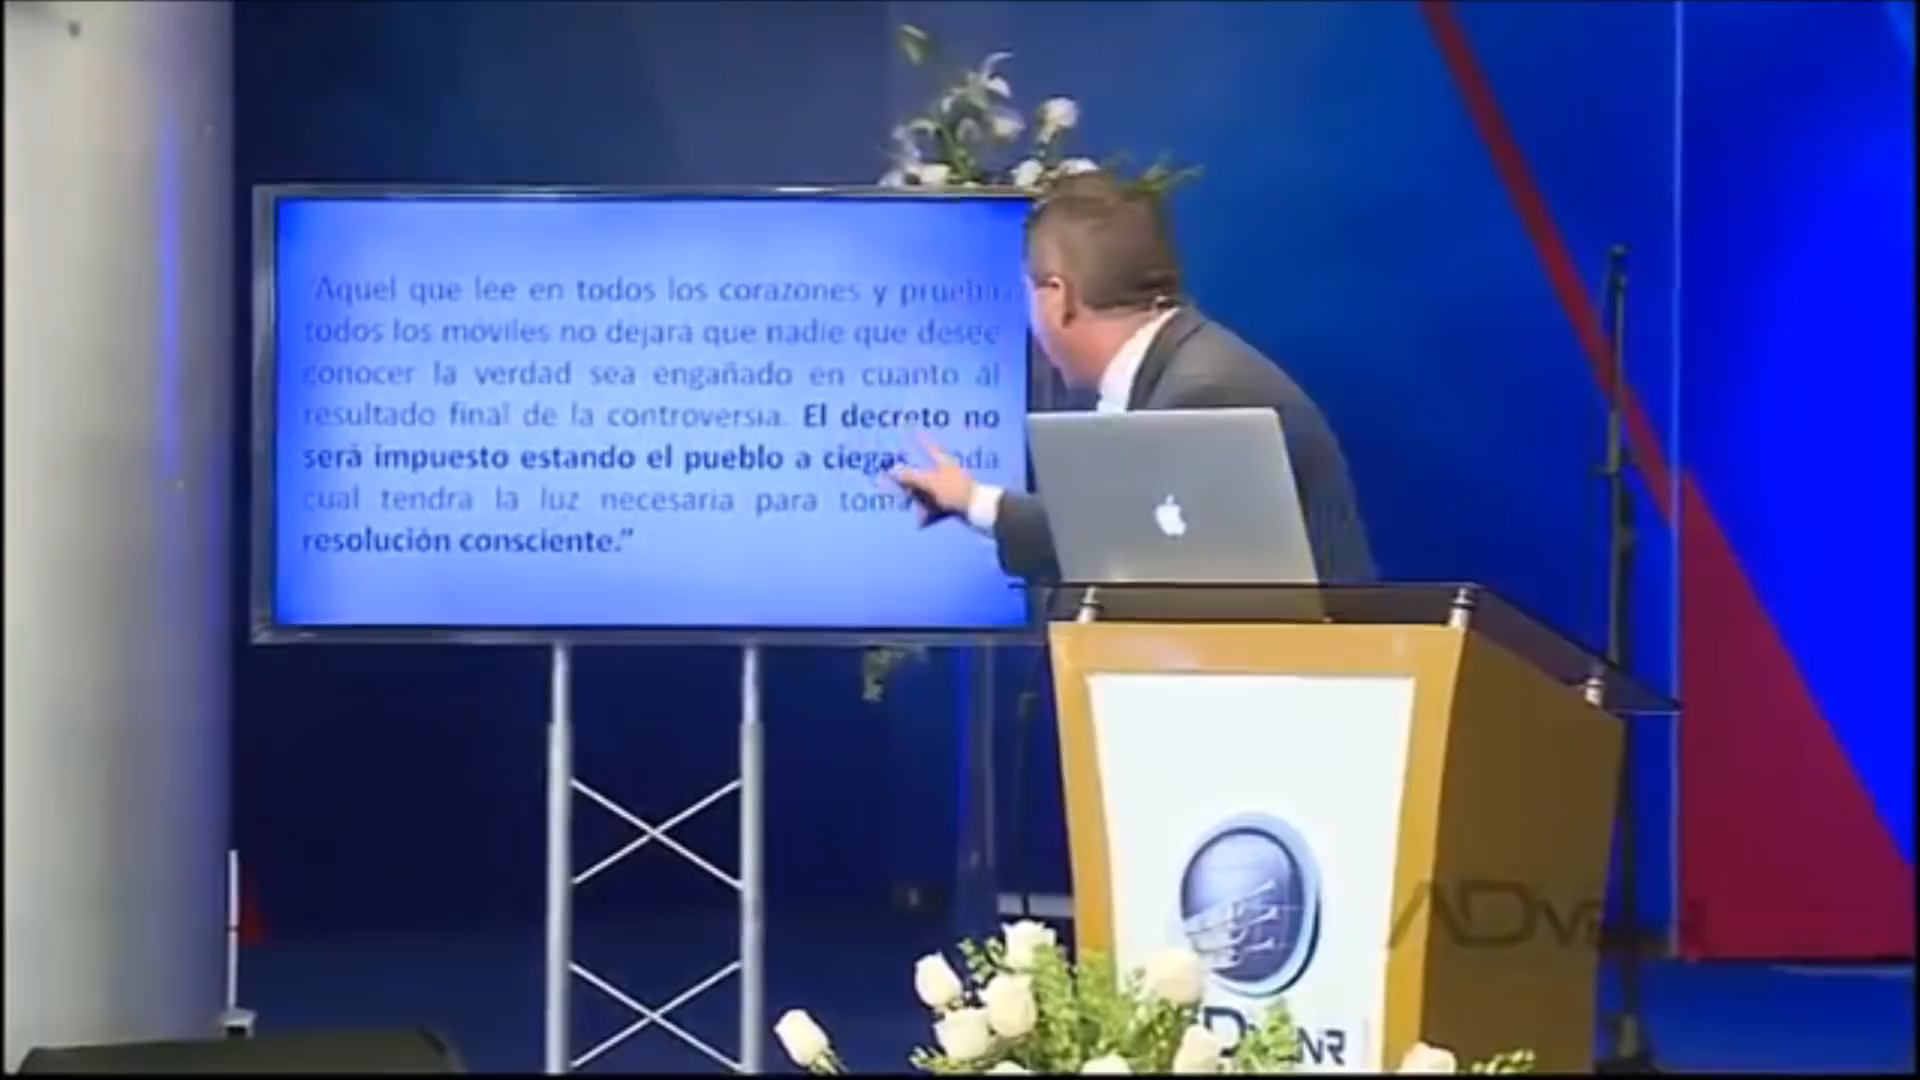 "Aquel que lee en todos los corazones y prueba
todos los móviles no dejará que nadie que desee
conocer la verdad sea engañado en cuanto al
resultado final de la controversia. El decreto no
será impuesto estando el pueblo a ciegas.
cual tendrá la luz necesaria para
resolución consciente."